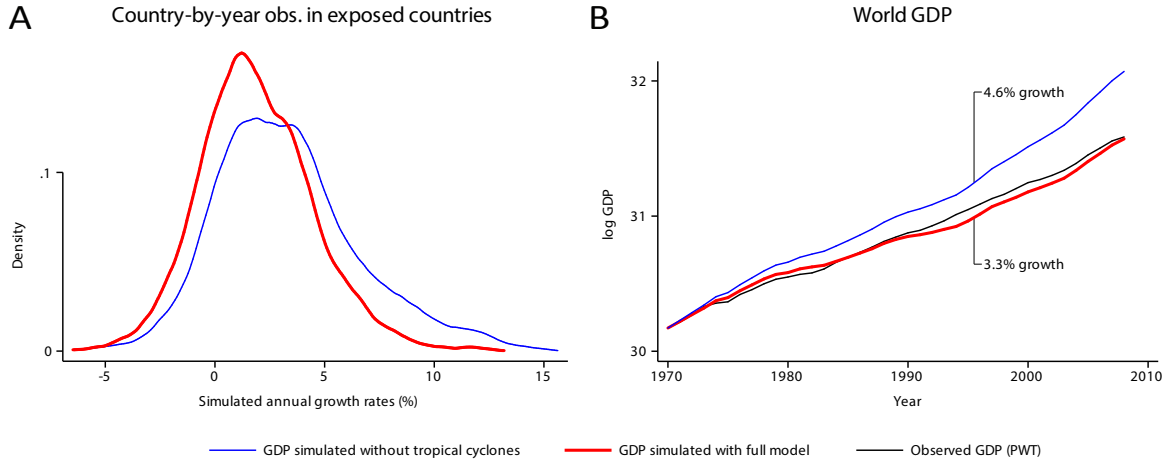 A
Country-by-year obs. in exposed countries
.1
0
Density
-5
0
5
10
15
Simulated annual growth rates (%)
B
World GDP
32
31
30
log GDP
4.6% growth
3.3% growth
1970
1980
1990
2000
2010
Year
GDP simulated without tropical cyclones
GDP simulated with full model
Observed GDP (PWT)